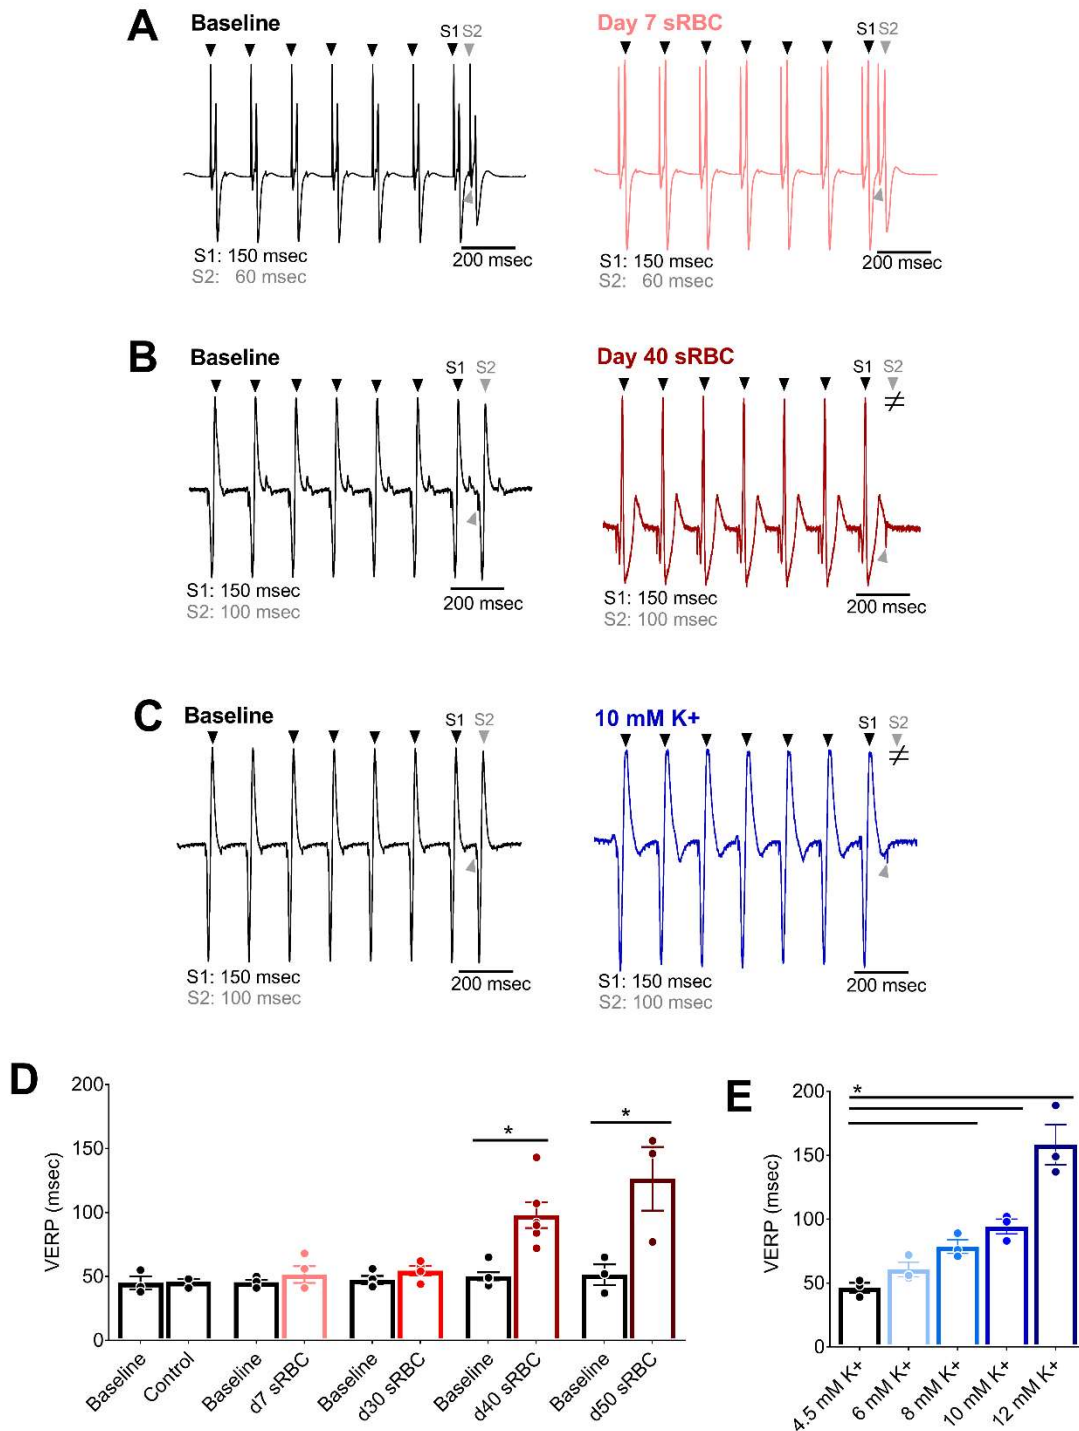 A
Baseline
S1 S2
S1: 150 msec
S2: 60 msec
200 msec
Day 7 sRBC
S1 S2
S1: 150 msec
S2: 60 msec
200 msec
B
Baseline
S1 S2
S1: 150 msec
S2: 100 msec
200 msec
Day 40 sRBC
S1 S2
≠
S1: 150 msec
S2: 100 msec
200 msec
C
Baseline
S1 S2
S1: 150 msec
S2: 100 msec
200 msec
10 mM K+
S1 S2
≠
S1: 150 msec
S2: 100 msec
200 msec
D
VERP (msec)
200
150
100
50
0
*
*
Baseline
Control
Baseline
d7 sRBC
Baseline
d30 sRBC
Baseline
d40 sRBC
Baseline
d50 sRBC
E
VERP (msec)
200
150
100
50
0
*
4.5 mM K+
6 mM K+
8 mM K+
10 mM K+
12 mM K+